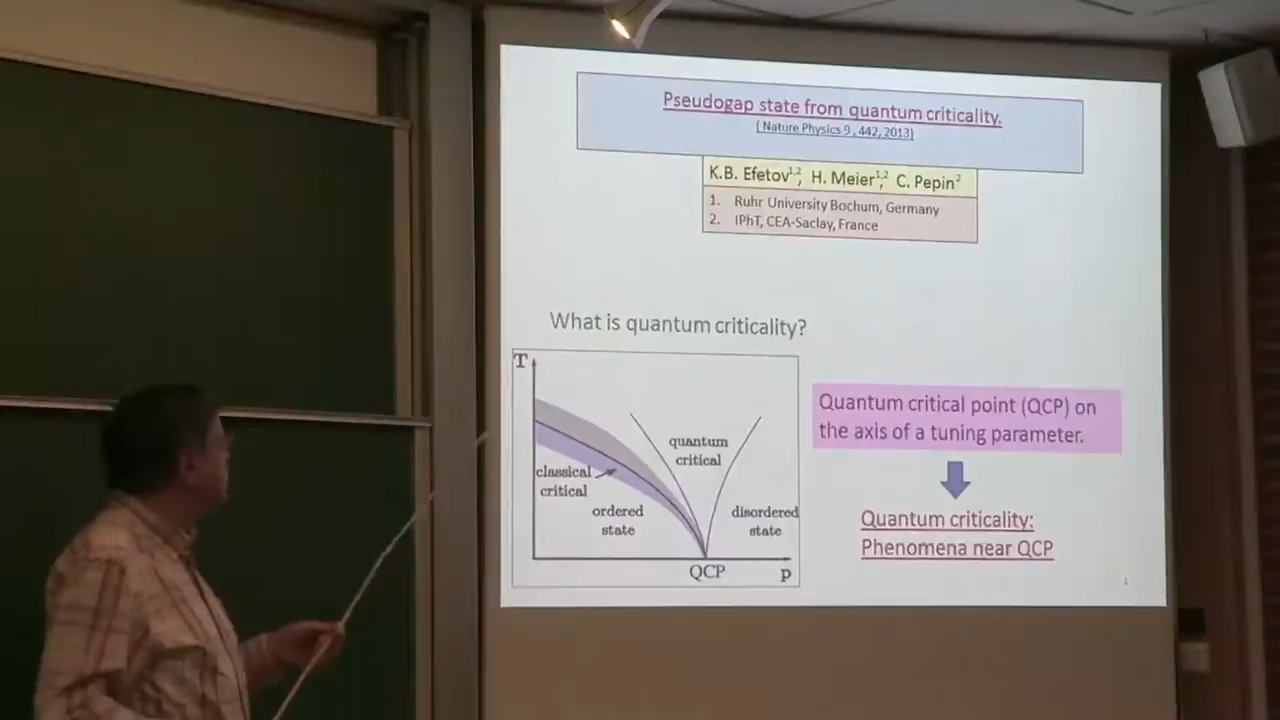 Pseudogap state from quantum criticality.
( Nature Physics 9 , 442, 2013)
K.B. Efetov1,2, H. Meier1,2, C. Pepin2
1. Ruhr University Bochum, Germany
2. IPhT, CEA-Saclay, France
What is quantum criticality?
T
quantum
critical
classical
critical
ordered
state
disordered
state
QCP
p
Quantum critical point (QCP) on
the axis of a tuning parameter.
Quantum criticality:
Phenomena near QCP
1